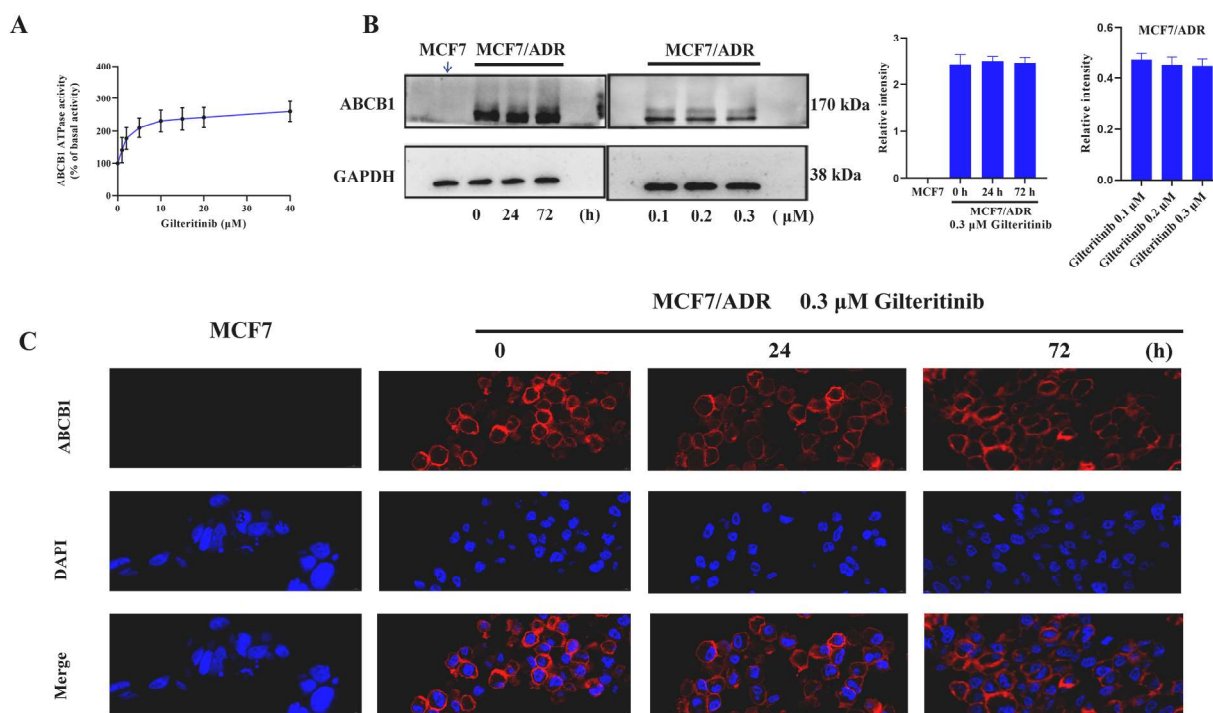 A
ABCB1 ATPase activity
(% of basal activity)
400
300
200
100
0
0
10
20
30
40
Gilteritinib (μM)
B
MCF7
MCF7/ADR
MCF7/ADR
ABCB1
170 kDa
GAPDH
38 kDa
0
24
72
(h)
0.1
0.2
0.3
( μM)
Relative intensity
3
2
1
0
MCF7
0 h
24 h
72 h
MCF7/ADR
0.3 μM Gilteritinib
MCF7/ADR
Relative intensity
0.6
0.4
0.2
0.0
Gilteritinib 0.1 μM
Gilteritinib 0.2 μM
Gilteritinib 0.3 μM
MCF7/ADR 0.3 μM Gilteritinib
C
MCF7
0
24
72
(h)
ABCB1
DAPI
Merge